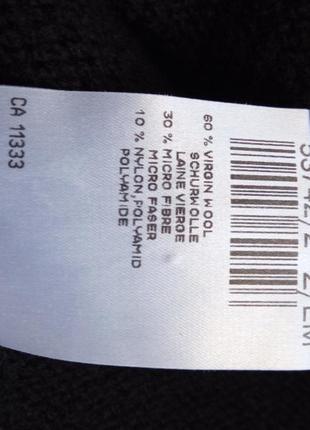 60 % VIRGIN WOOL
SCHURWOLLE
LAINE VIERGE
30 % MICRO FIBRE
MICRO FASER
10 % NYLON,POLYAMID
POLYAMIDE
CA 11333